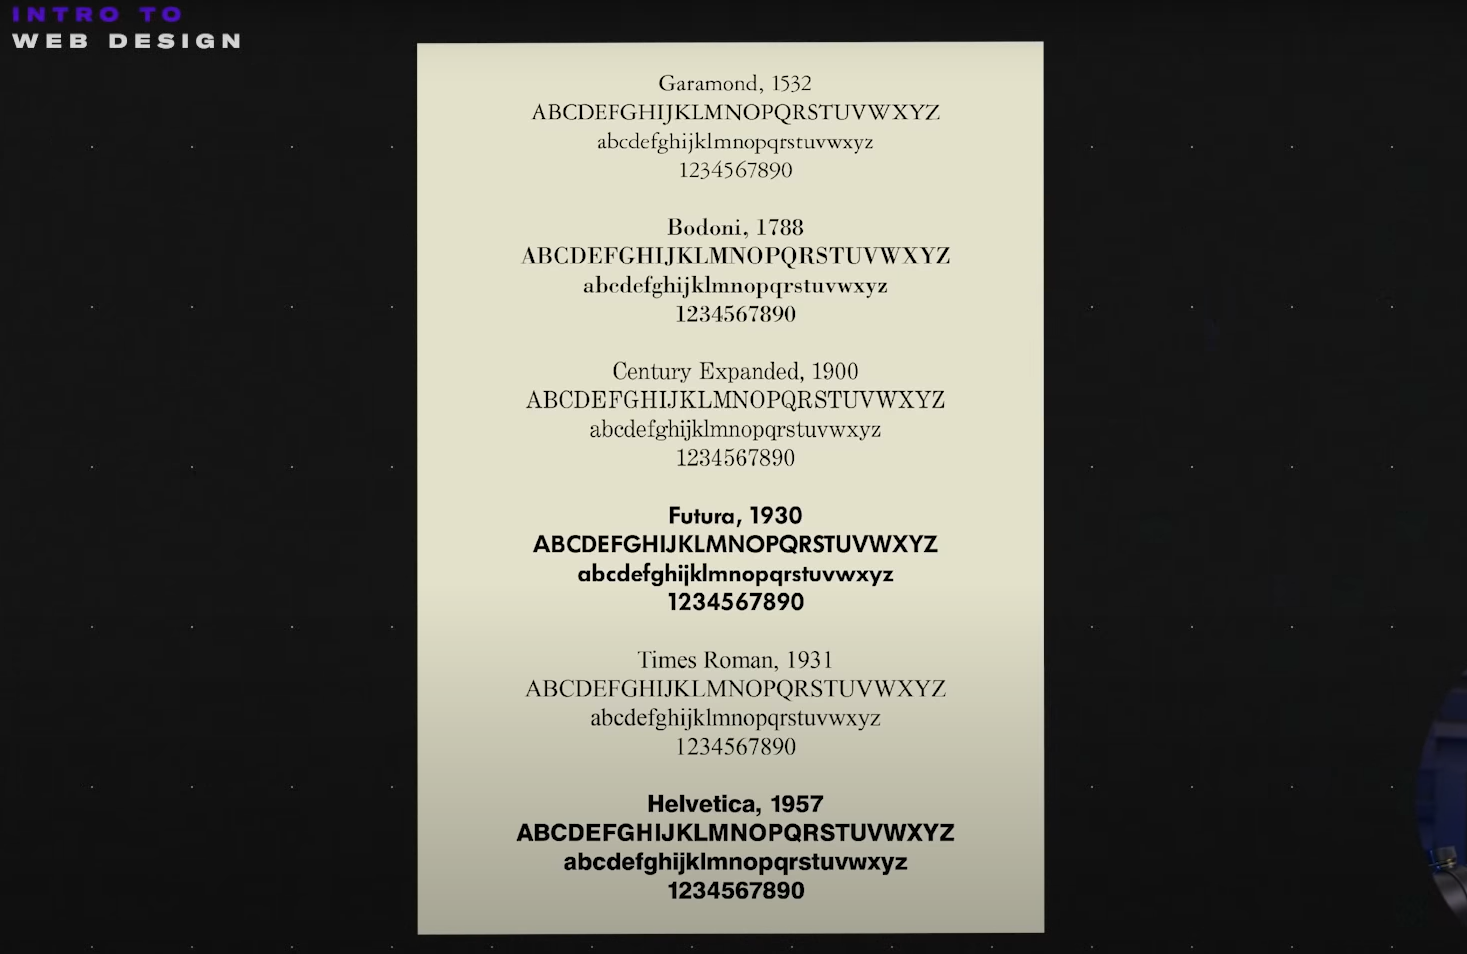 INTRO TO
WEB DESIGN
Garamond, 1532
ABCDEFGHIJKLMNOPQRSTUVWXYZ
abcdefghijklmnopqrstuvwxyz
1234567890
Bodoni, 1788
ABCDEFGHIJKLMNOPQRSTUVWXYZ
abcdefghijklmnopqrstuvwxyz
1234567890
Century Expanded, 1900
ABCDEFGHIJKLMNOPQRSTUVWXYZ
abcdefghijklmnopqrstuvwxyz
1234567890
Futura, 1930
ABCDEFGHIJKLMNOPQRSTUVWXYZ
abcdefghijklmnopqrstuvwxyz
1234567890
Times Roman, 1931
ABCDEFGHIJKLMNOPQRSTUVWXYZ
abcdefghijklmnopqrstuvwxyz
1234567890
Helvetica, 1957
ABCDEFGHIJKLMNOPQRSTUVWXYZ
abcdefghijklmnopqrstuvwxyz
1234567890